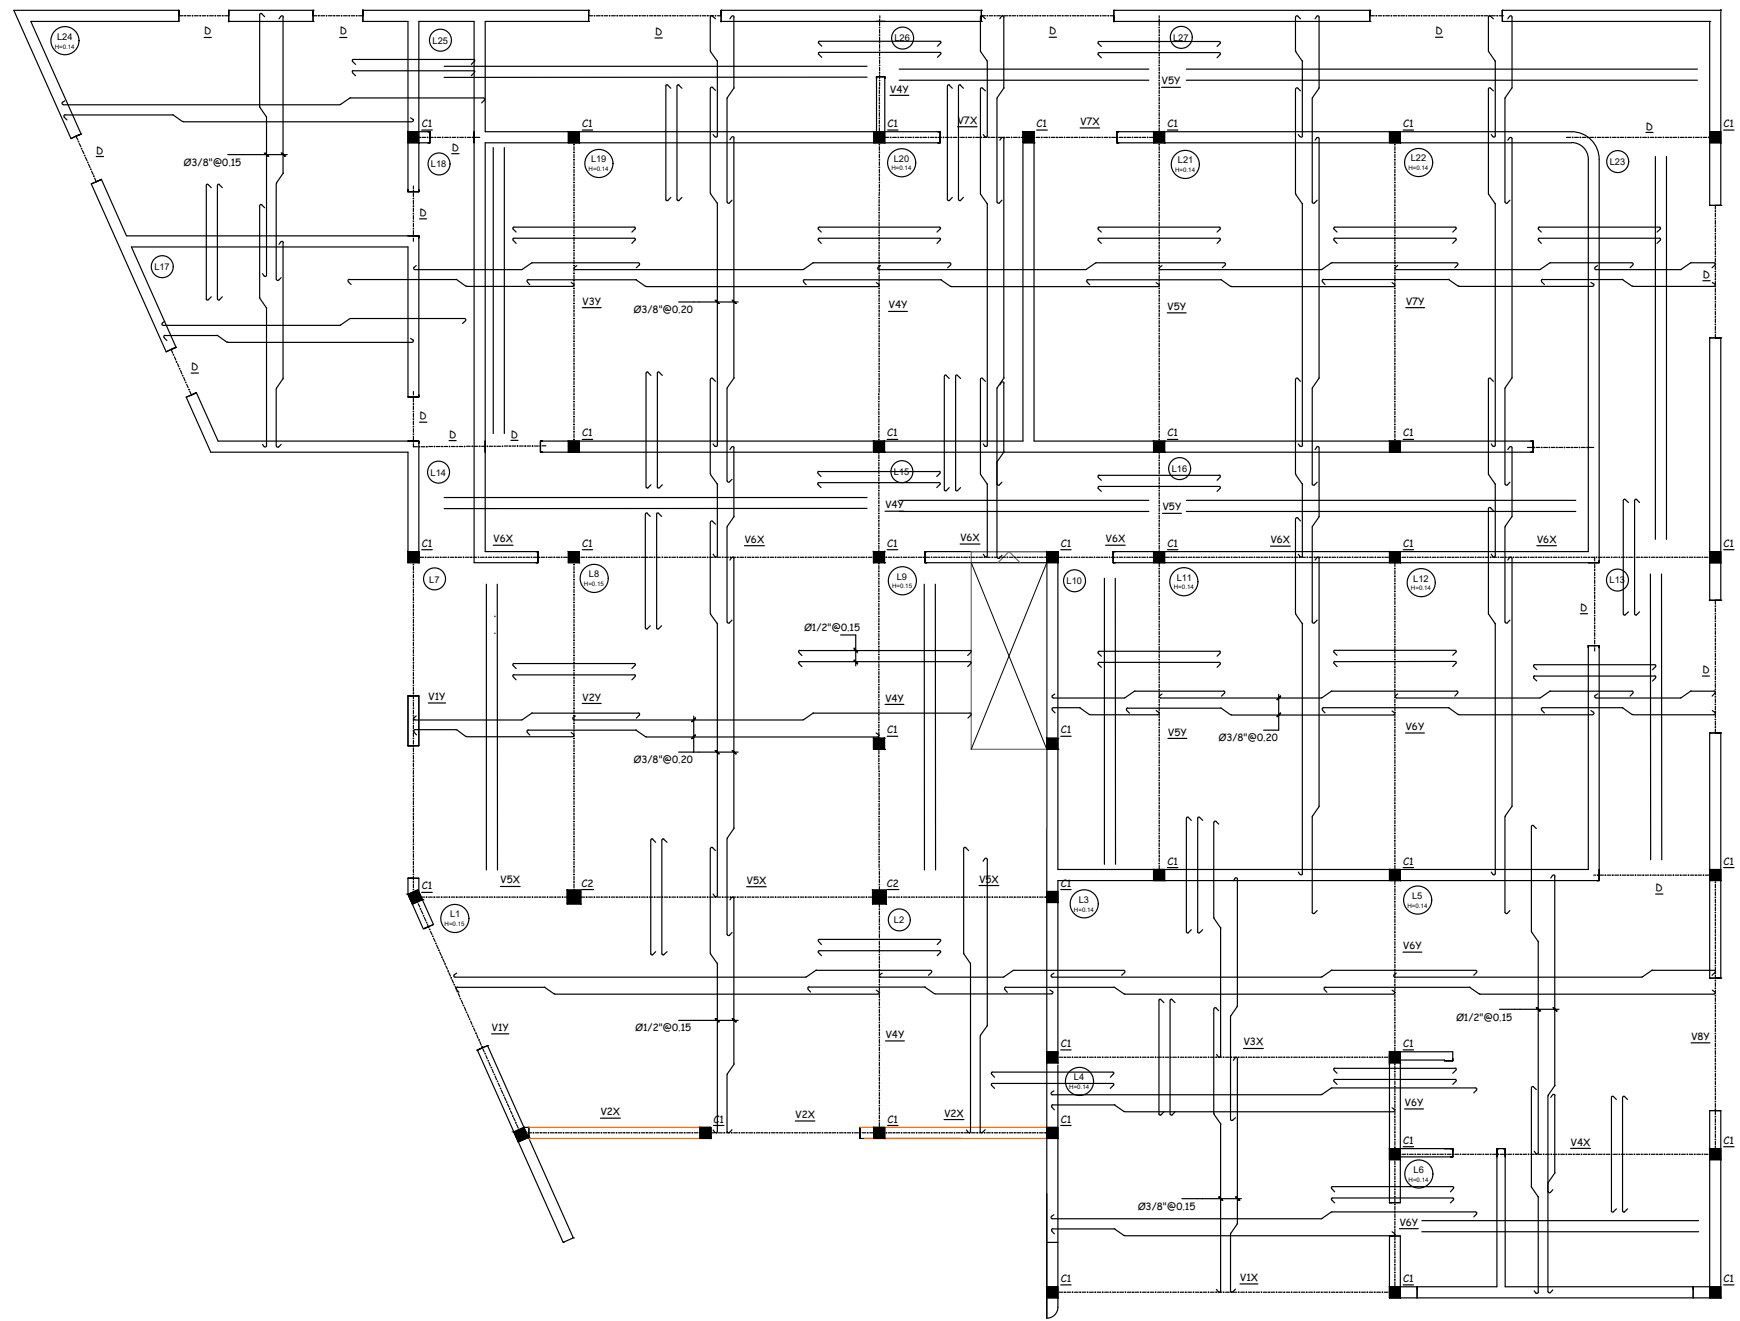 L24
H=0.14
D
D
L25
D
L26
D
L27
D
V4Y
V5Y
C1
D
L18
C1
L19
H=0.14
C1
L20
H=0.14
V7X
C1
V7X
C1
L21
H=0.14
C1
L22
H=0.14
D
L23
C1
D
Ø3/8"@0.15
D
L17
D
V3Y
Ø3/8"@0.20
V4Y
V5Y
V7Y
D
D
D
D
C1
C1
C1
C1
L14
L15
L16
V4Y
V5Y
C1
V6X
C1
V6X
C1
V6X
C1
V6X
C1
V6X
C1
V6X
C1
L7
L8
H=0.15
L9
H=0.15
L10
L11
H=0.14
L12
H=0.14
L13
D
Ø1/2"@0.15
D
V1Y
V2Y
V4Y
C1
C1
V5Y
Ø3/8"@0.20
V6Y
Ø3/8"@0.20
C1
V5X
C2
V5X
C2
V5X
C1
C1
C1
C1
D
L1
H=0.15
L2
L3
H=0.14
L5
H=0.14
V6Y
V1Y
Ø1/2"@0.15
V4Y
Ø1/2"@0.15
V8Y
C1
V3X
C1
L4
H=0.14
V2X
C1
V2X
C1
V2X
C1
V6Y
C1
V4X
C1
L6
H=0.14
Ø3/8"@0.15
V6Y
C1
V1X
C1
C1